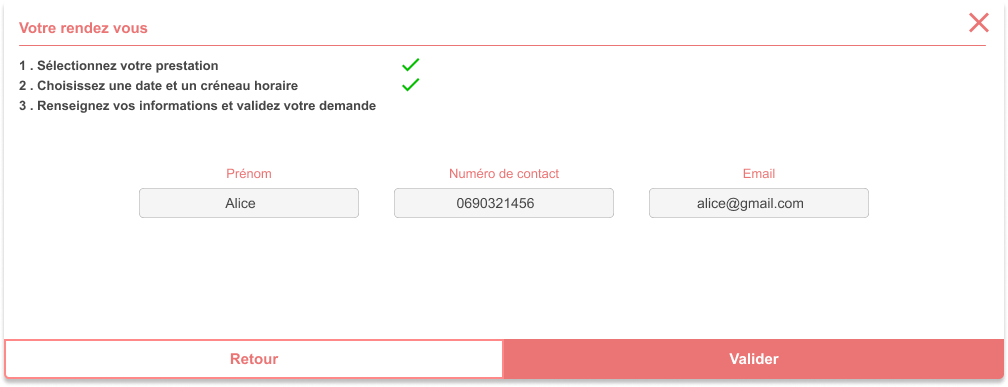 Votre rendez vous
1 . Sélectionnez votre prestation
2 . Choisissez une date et un créneau horaire
3 . Renseignez vos informations et validez votre demande
Prénom Numéro de contact Email
Alice 0690321456 alice@gmail.com
Retour Valider